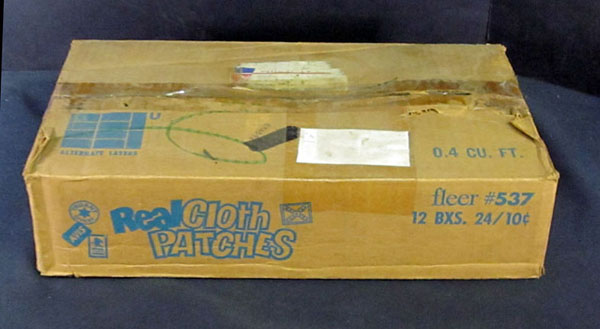 U
ALTERNATE LAYERS
0.4 CU. FT.
Real Cloth
PATCHES
fleer #537
12 BXS. 24/10¢